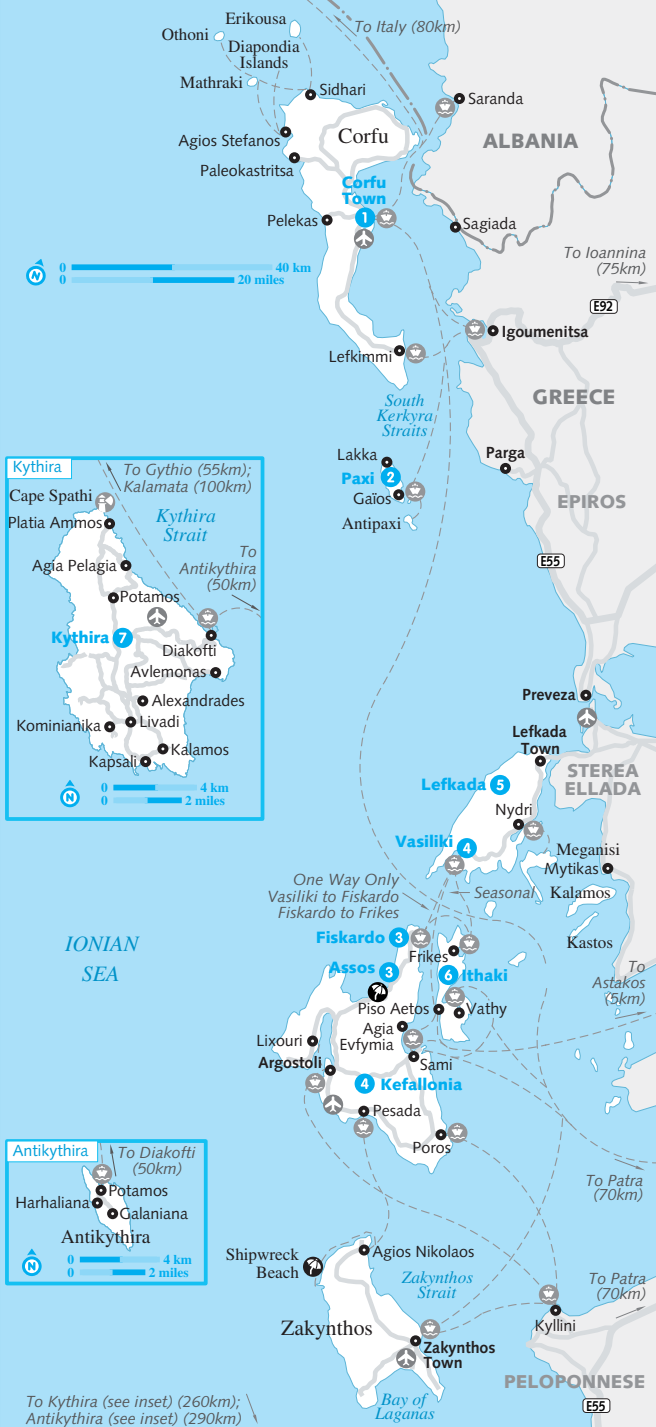 Erikousa
To Italy (80km)
Othoni
Diapondia
Islands
Mathraki
Sidhari
Saranda
Corfu
ALBANIA
Agios Stefanos
Paleokastritsa
Corfu
Town
1
Pelekas
Sagiada
To Ioannina
(75km)
N
0 40 km
0 20 miles
E92
Igoumenitsa
Lefkimmi
GREECE
South
Kerkyra
Straits
Lakka
Parga
Paxi 2
Gaïos
Antipaxi
EPIROS
E55
Kythira
To Gythio (55km);
Kalamata (100km)
Cape Spathi
Platia Ammos
Kythira
Strait
To
Antikythira
(50km)
Agia Pelagia
Potamos
Kythira 7
Diakofti
Avlemonas
Alexandrades
Kominianika
Livadi
Kalamos
Kapsali
N
0 4 km
0 2 miles
Preveza
Lefkada
Town
STEREA
ELLADA
Lefkada 5
Nydri
Vasiliki 4
Meganisi
Mytikas
One Way Only
Vasiliki to Fiskardo
Fiskardo to Frikes
Seasonal
Kalamos
Kastos
IONIAN
SEA
Fiskardo 3
Frikes
Assos 3
6 Ithaki
To
Astakos
(5km)
Piso Aetos
Vathy
Agia
Evfymia
Lixouri
Sami
Argostoli
4 Kefallonia
Pesada
Poros
Antikythira
To Diakofti
(50km)
Potamos
Harhaliana
Galaniana
Antikythira
N
0 4 km
0 2 miles
To Patra
(70km)
Shipwreck
Beach
Agios Nikolaos
Zakynthos
Strait
To Patra
(70km)
Kyllini
Zakynthos
Zakynthos
Town
PELOPONNESE
Bay of
Laganas
E55
To Kythira (see inset) (260km);
Antikythira (see inset) (290km)